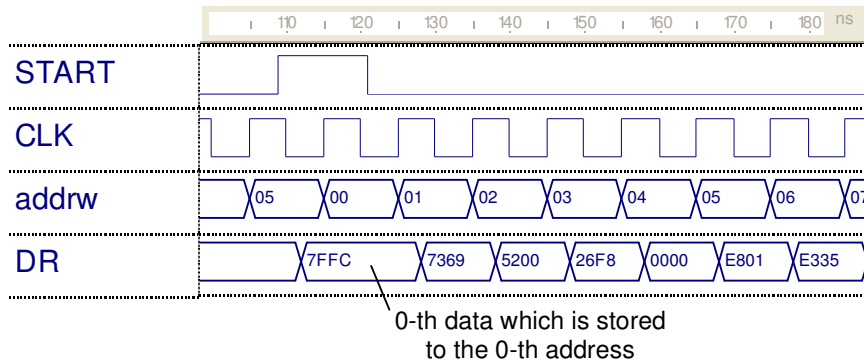 110 120 130 140 150 160 170 180 ns
START
CLK
addrw 05 00 01 02 03 04 05 06 07
DR 7FFC 7369 5200 26F8 0000 E801 E335
0-th data which is stored
to the 0-th address